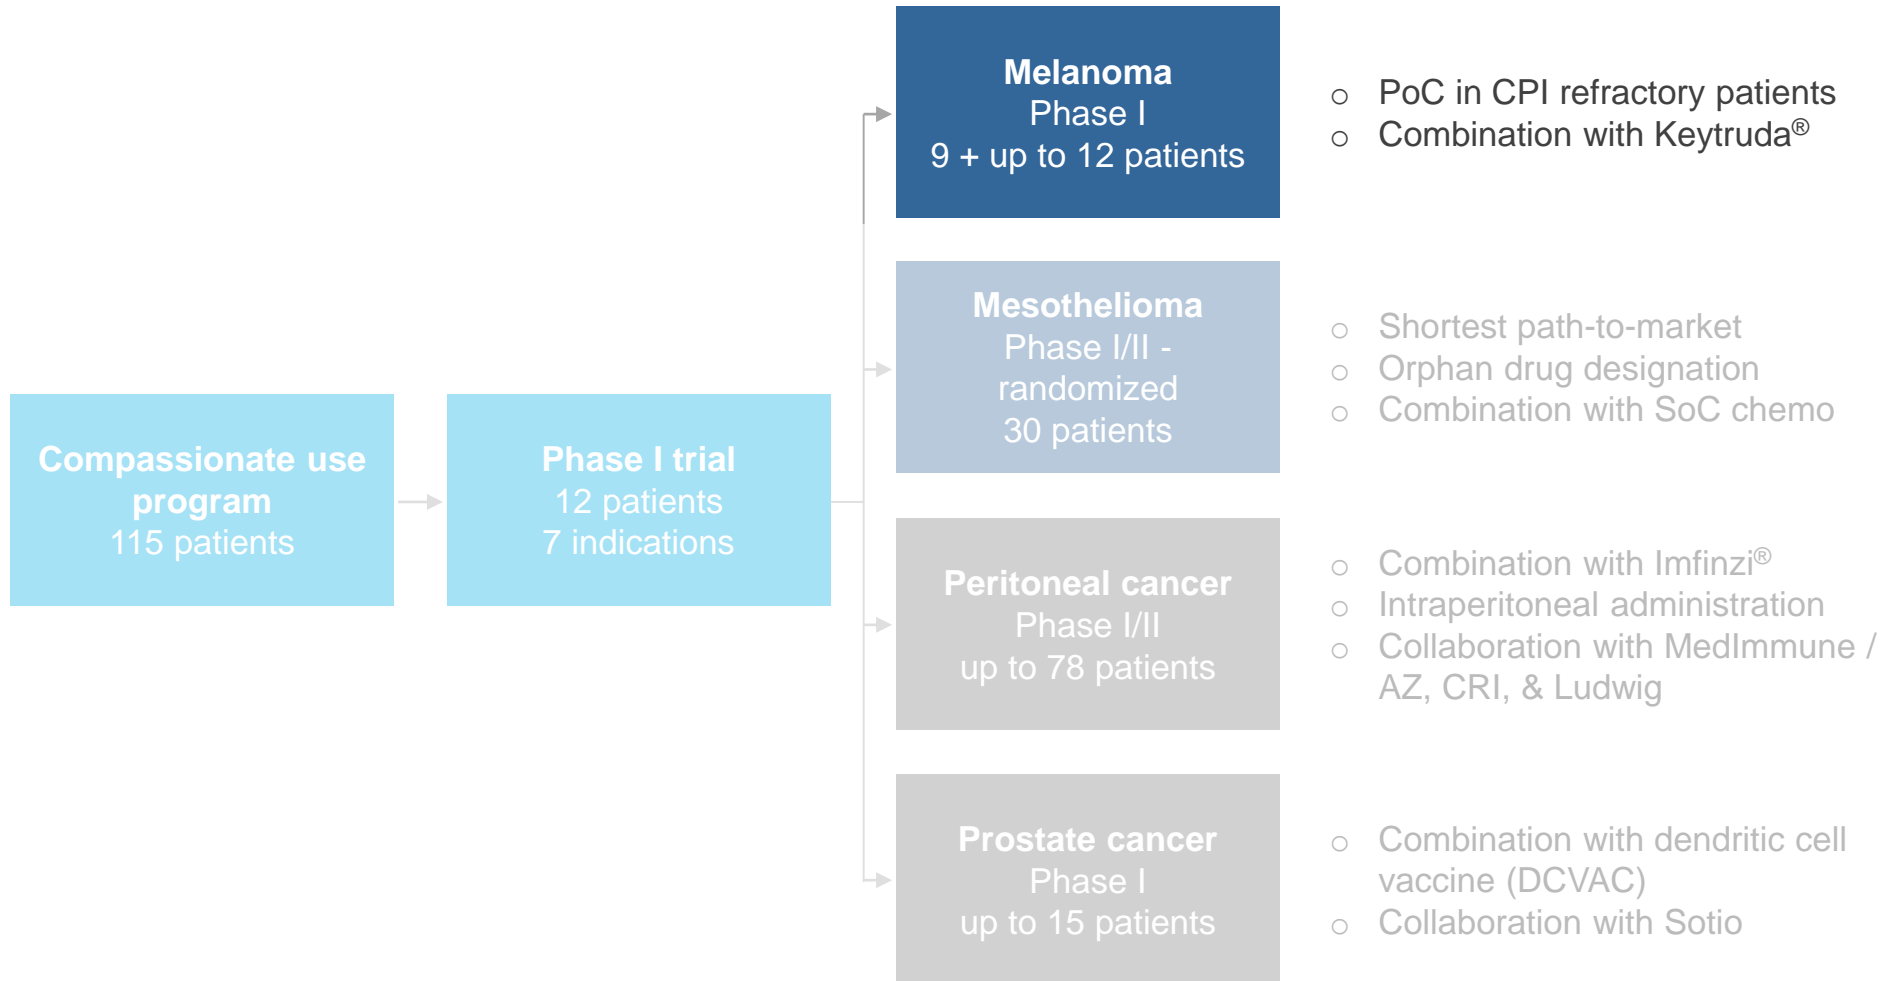 Compassionate use
program
115 patients
Phase I trial
12 patients
7 indications
Melanoma
Phase I
9 + up to 12 patients
o PoC in CPI refractory patients
o Combination with Keytruda®
Mesothelioma
Phase I/II -
randomized
30 patients
o Shortest path-to-market
o Orphan drug designation
o Combination with SoC chemo
Peritoneal cancer
Phase I/II
up to 78 patients
o Combination with Imfinzi®
o Intraperitoneal administration
o Collaboration with MedImmune /
AZ, CRI, & Ludwig
Prostate cancer
Phase I
up to 15 patients
o Combination with dendritic cell
vaccine (DCVAC)
o Collaboration with Sotio